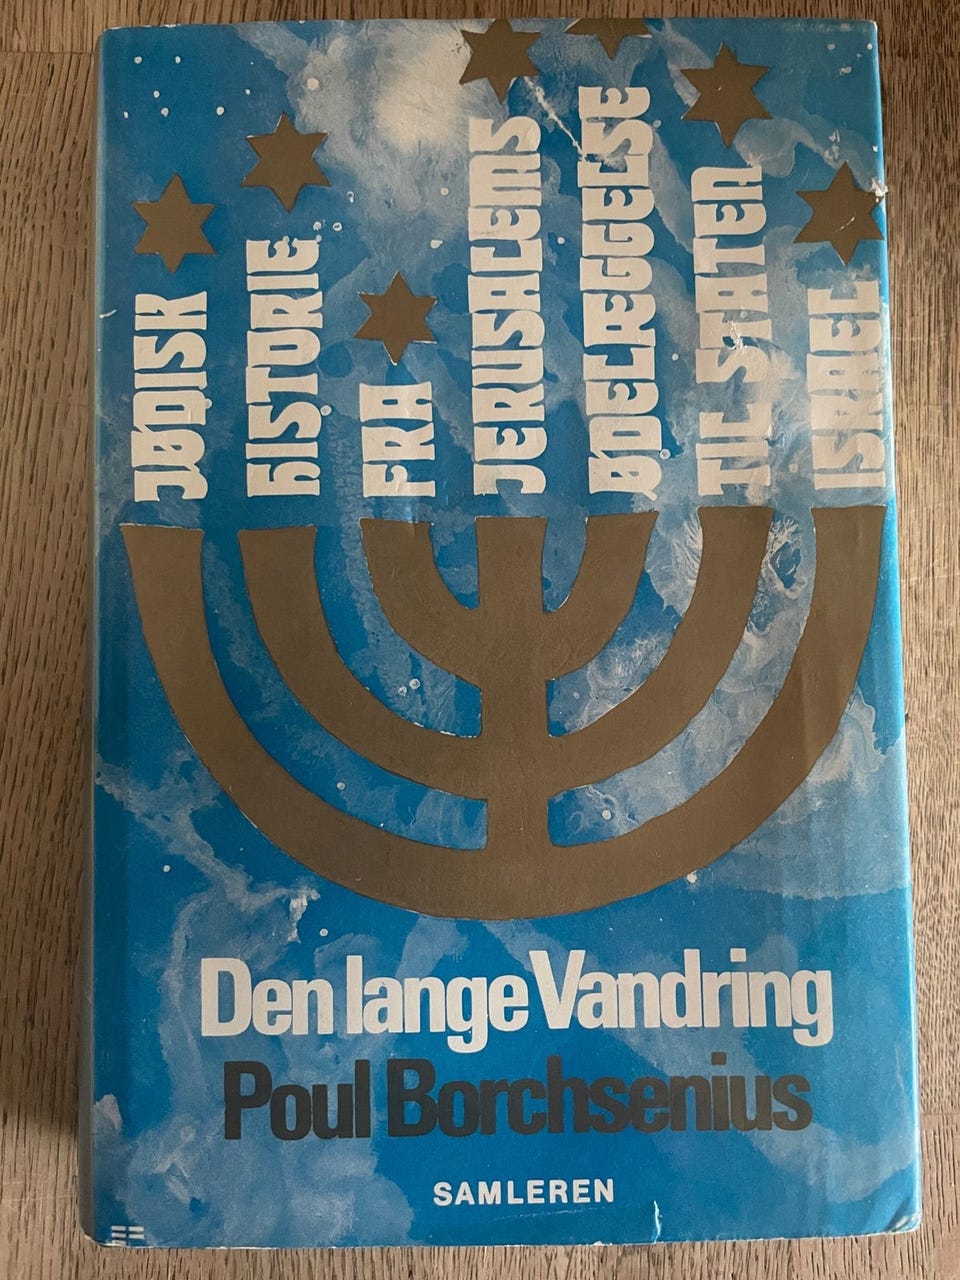 JØDISK
HISTORIE
FRA
JERUSALEMS
ØDELÆGGELSE
TIL STATEN
ISRAEL
Den lange Vandring
Poul Borchsenius
SAMLEREN